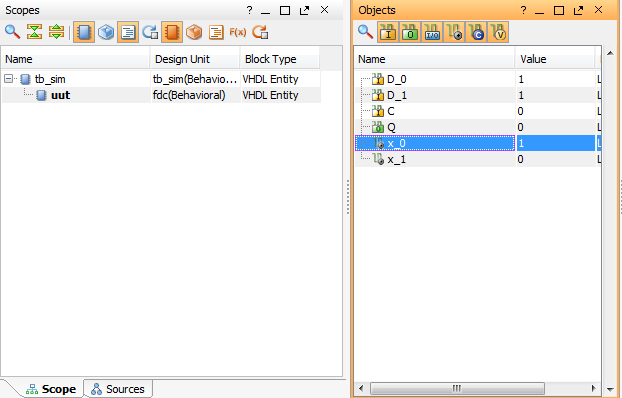 Scopes
Name Design Unit Block Type
tb_sim tb_sim(Behavio... VHDL Entity
uut fdc(Behavioral) VHDL Entity
Scope Sources
Objects
Name Value
D_0 1 L
D_1 1 L
C 0 L
Q 0 L
x_0 1 L
x_1 0 L